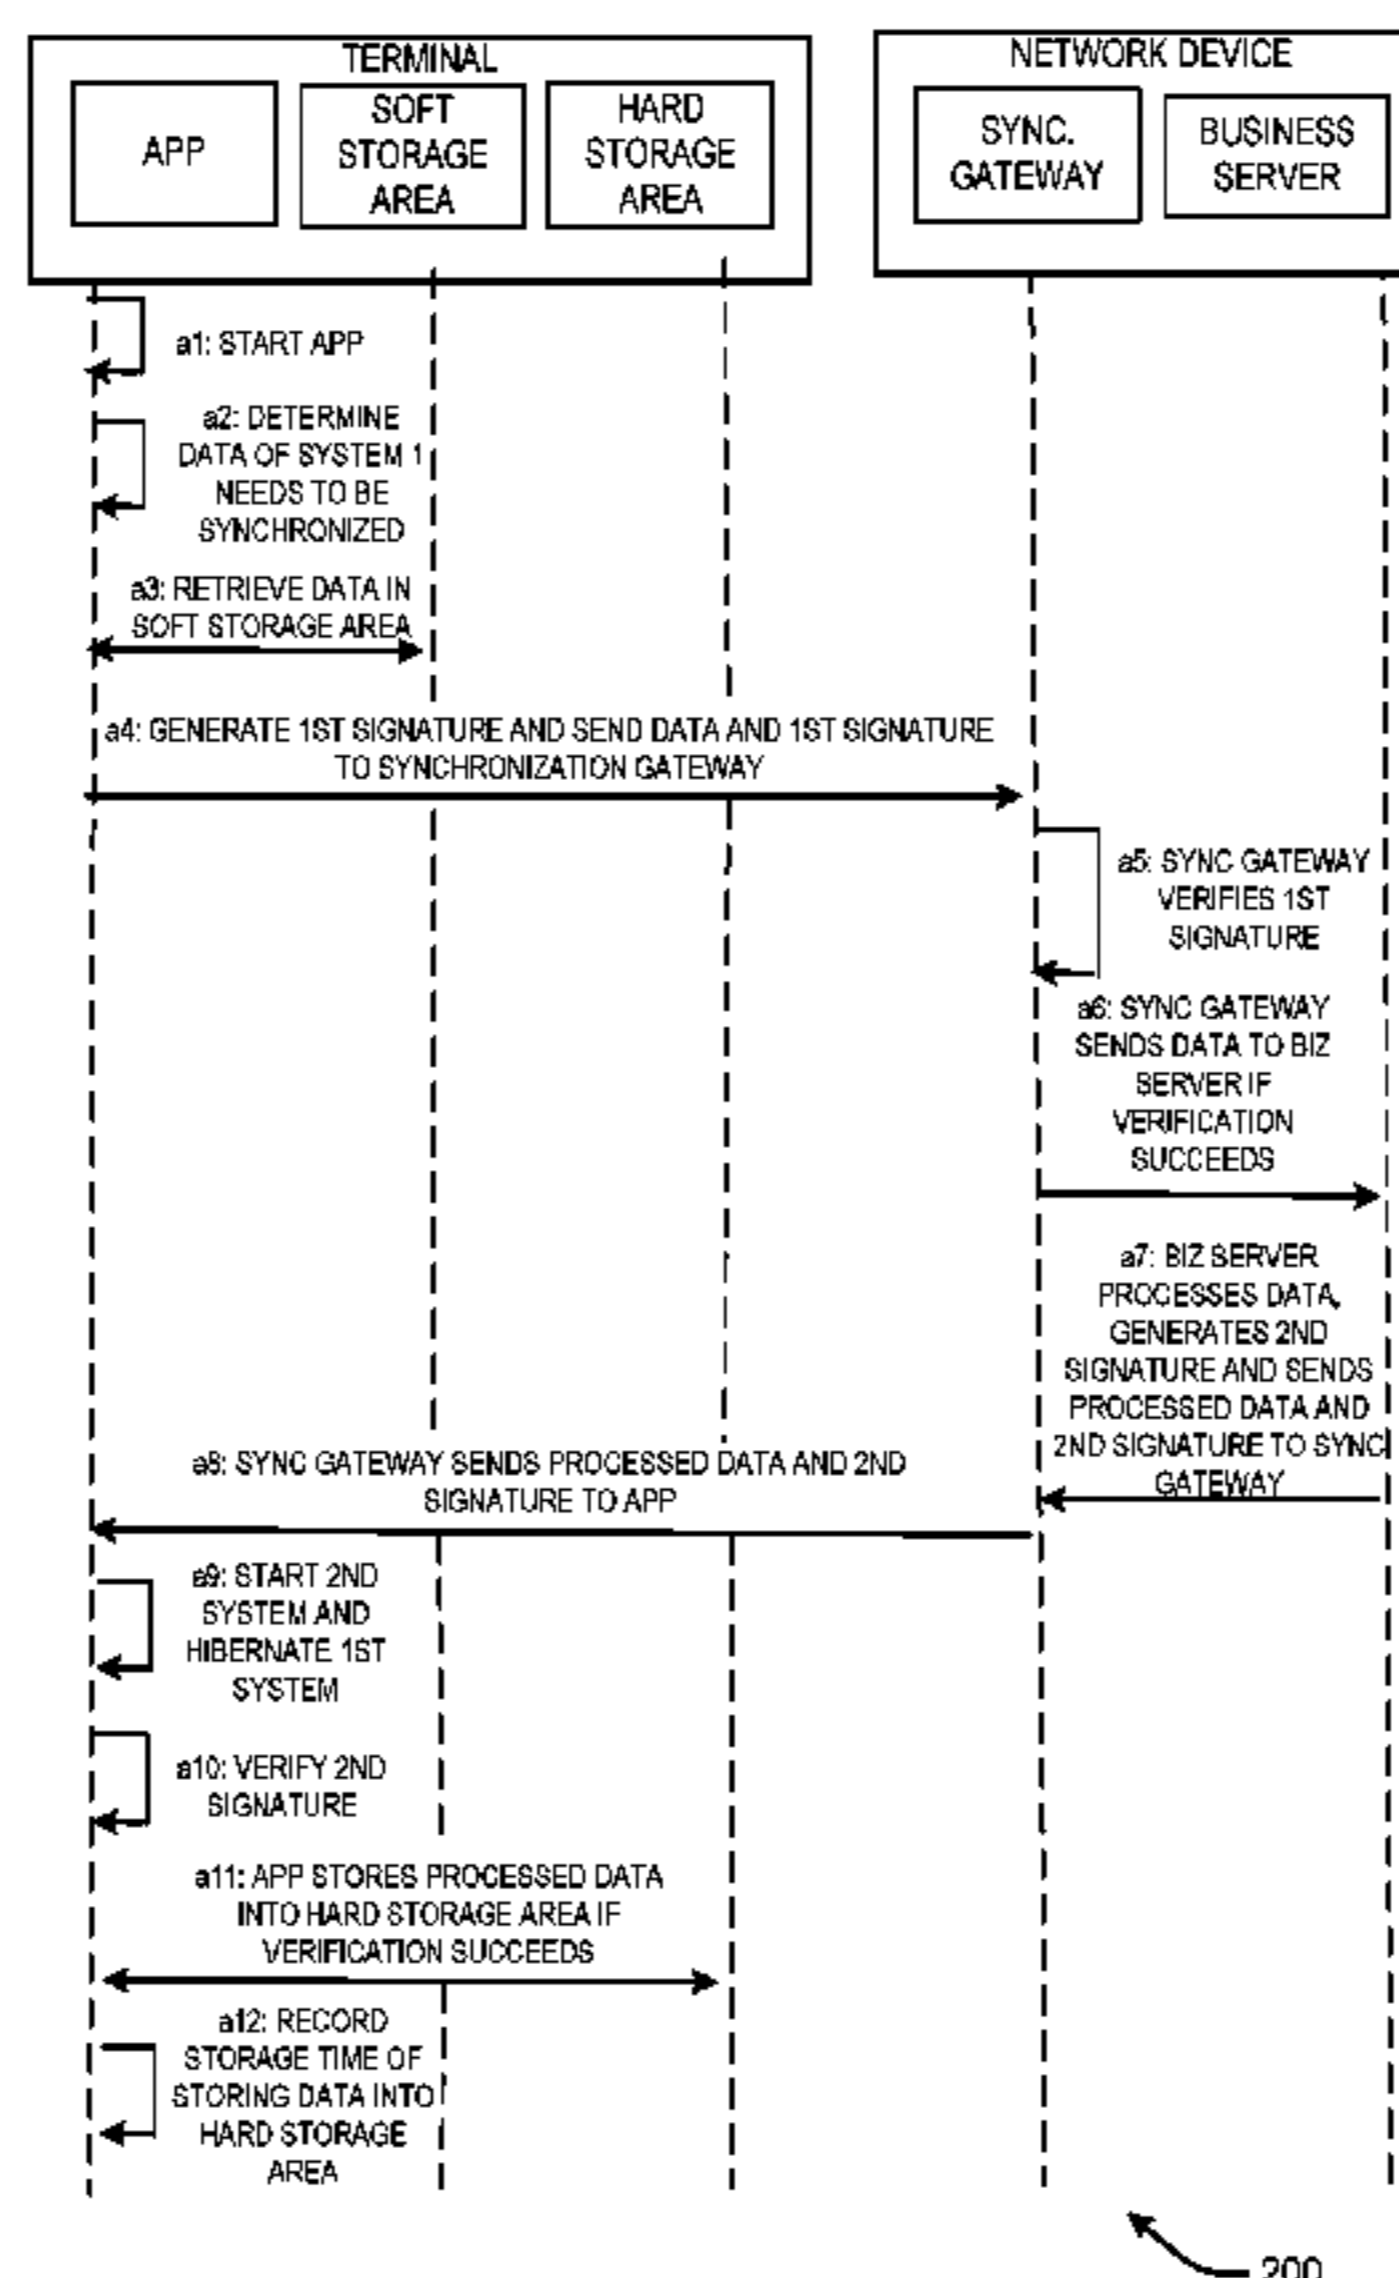 TERMINAL
APP
SOFT
STORAGE
AREA
HARD
STORAGE
AREA
NETWORK DEVICE
SYNC.
GATEWAY
BUSINESS
SERVER
a1: START APP
a2: DETERMINE
DATA OF SYSTEM 1
NEEDS TO BE
SYNCHRONIZED
a3: RETRIEVE DATA IN
SOFT STORAGE AREA
a4: GENERATE 1ST SIGNATURE AND SEND DATA AND 1ST SIGNATURE
TO SYNCHRONIZATION GATEWAY
a5: SYNC GATEWAY
VERIFIES 1ST
SIGNATURE
a6: SYNC GATEWAY
SENDS DATA TO BIZ
SERVER IF
VERIFICATION
SUCCEEDS
a7: BIZ SERVER
PROCESSES DATA,
GENERATES 2ND
SIGNATURE AND SENDS
PROCESSED DATA AND
2ND SIGNATURE TO SYNC
GATEWAY
a8: SYNC GATEWAY SENDS PROCESSED DATA AND 2ND
SIGNATURE TO APP
a9: START 2ND
SYSTEM AND
HIBERNATE 1ST
SYSTEM
a10: VERIFY 2ND
SIGNATURE
a11: APP STORES PROCESSED DATA
INTO HARD STORAGE AREA IF
VERIFICATION SUCCEEDS
a12: RECORD
STORAGE TIME OF
STORING DATA INTO
HARD STORAGE
AREA
200